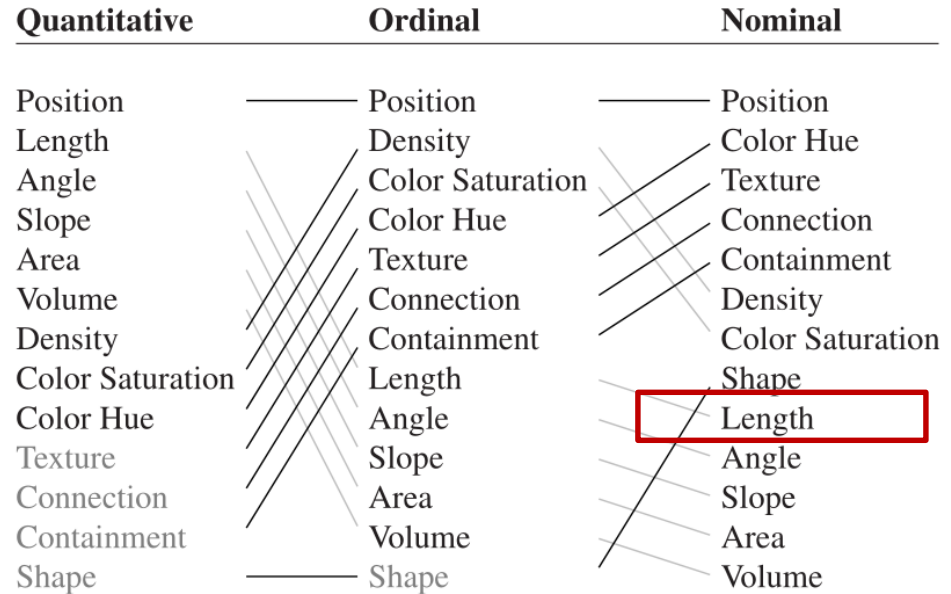 Quantitative Ordinal Nominal
Position Position Position
Length Density Color Hue
Angle Color Saturation Texture
Slope Color Hue Connection
Area Texture Containment
Volume Connection Density
Density Containment Color Saturation
Color Saturation Length Shape
Color Hue Angle Length
Texture Slope Angle
Connection Area Slope
Containment Volume Area
Shape Shape Volume